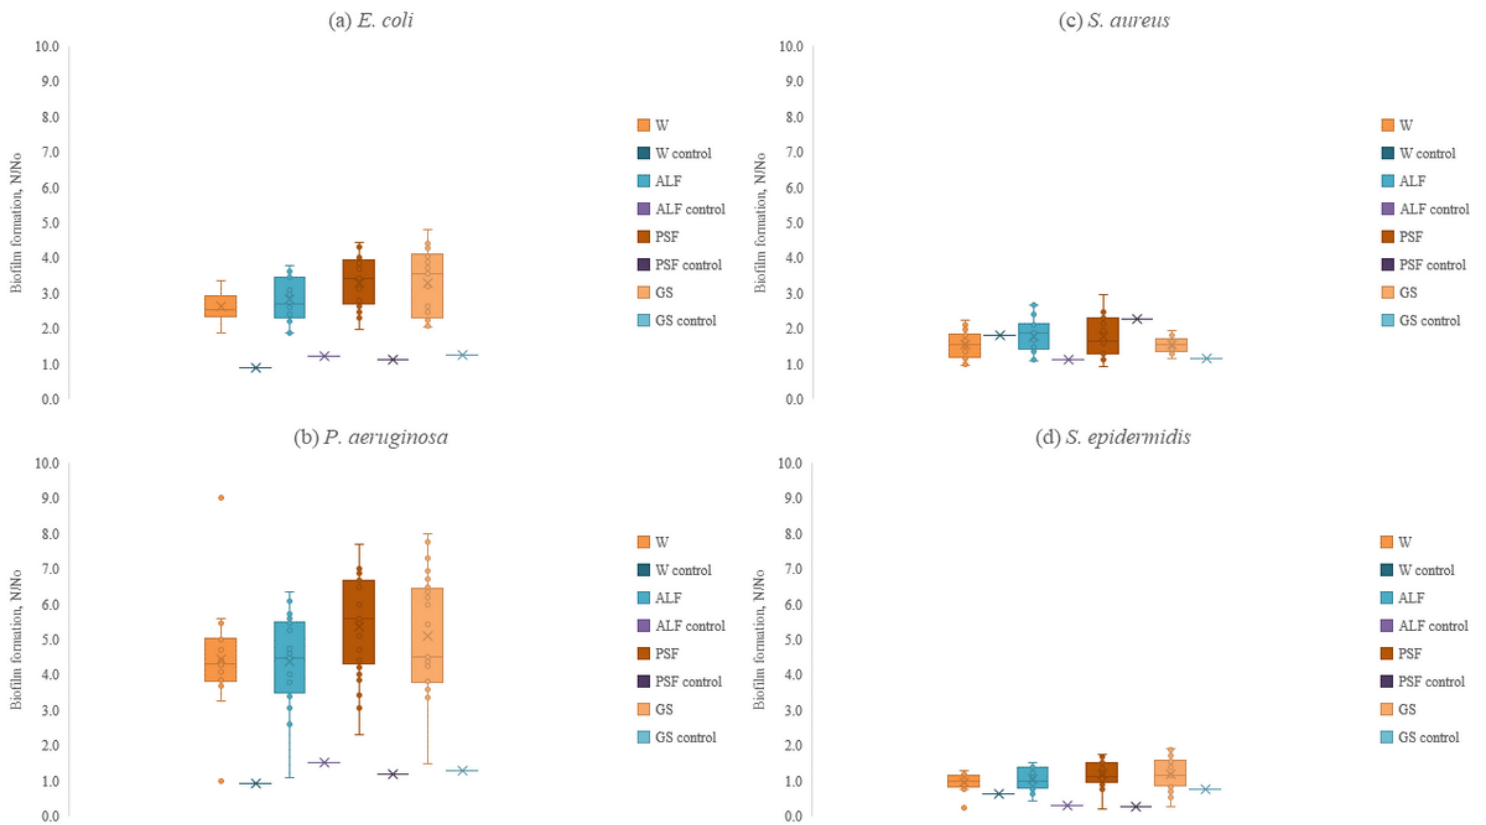 (a) E. coli
10.0
9.0
8.0
7.0
6.0
5.0
4.0
3.0
2.0
1.0
0.0
Biofilm formation, N/No
W
W control
ALF
ALF control
PSF
PSF control
GS
GS control
(c) S. aureus
10.0
9.0
8.0
7.0
6.0
5.0
4.0
3.0
2.0
1.0
0.0
Biofilm formation, N/No
W
W control
ALF
ALF control
PSF
PSF control
GS
GS control
(b) P. aeruginosa
10.0
9.0
8.0
7.0
6.0
5.0
4.0
3.0
2.0
1.0
0.0
Biofilm formation, N/No
W
W control
ALF
ALF control
PSF
PSF control
GS
GS control
(d) S. epidermidis
10.0
9.0
8.0
7.0
6.0
5.0
4.0
3.0
2.0
1.0
0.0
Biofilm formation, N/No
W
W control
ALF
ALF control
PSF
PSF control
GS
GS control